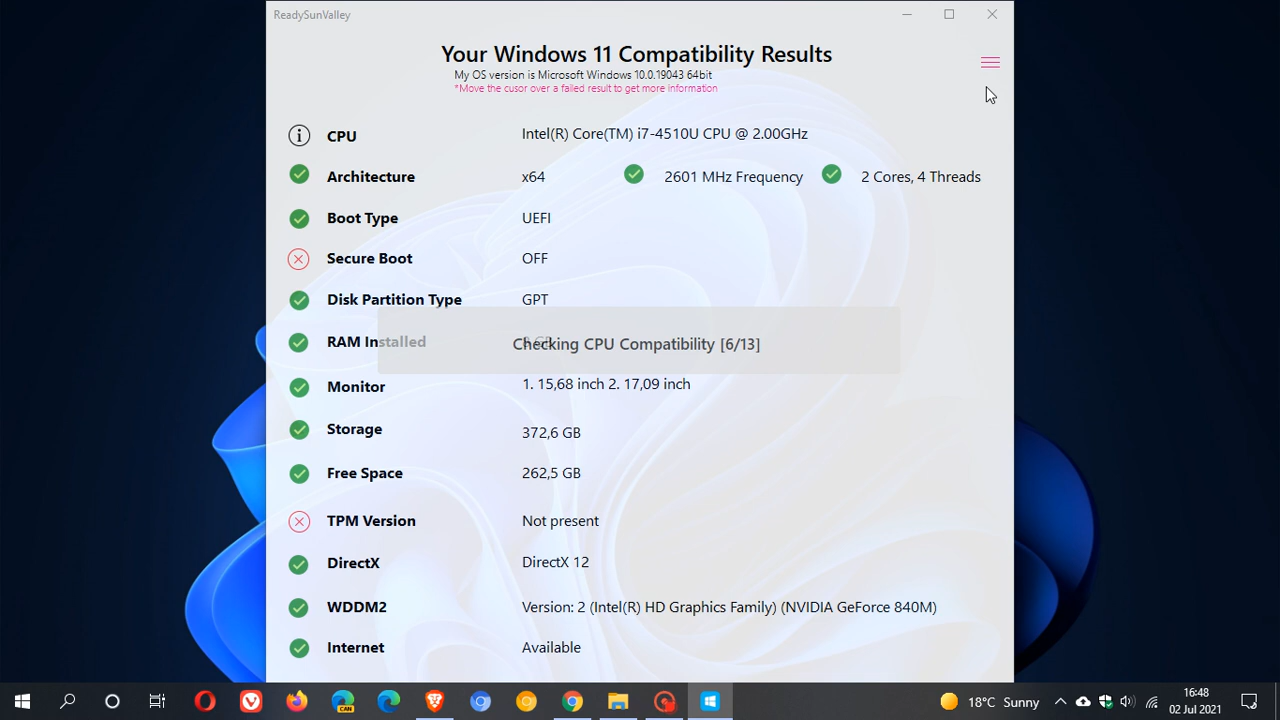 ReadySunValley
Your Windows 11 Compatibility Results
My OS version is Microsoft Windows 10.0.19043 64bit
*Move the cusor over a failed result to get more information
CPU Intel(R) Core(TM) i7-4510U CPU @ 2.00GHz
Architecture x64 2601 MHz Frequency 2 Cores, 4 Threads
Boot Type UEFI
Secure Boot OFF
Disk Partition Type GPT
RAM Installed
Checking CPU Compatibility [6/13]
Monitor 1. 15,68 inch 2. 17,09 inch
Storage 372,6 GB
Free Space 262,5 GB
TPM Version Not present
DirectX DirectX 12
WDDM2 Version: 2 (Intel(R) HD Graphics Family) (NVIDIA GeForce 840M)
Internet Available
CAN
18°C Sunny
16:48
02 Jul 2021